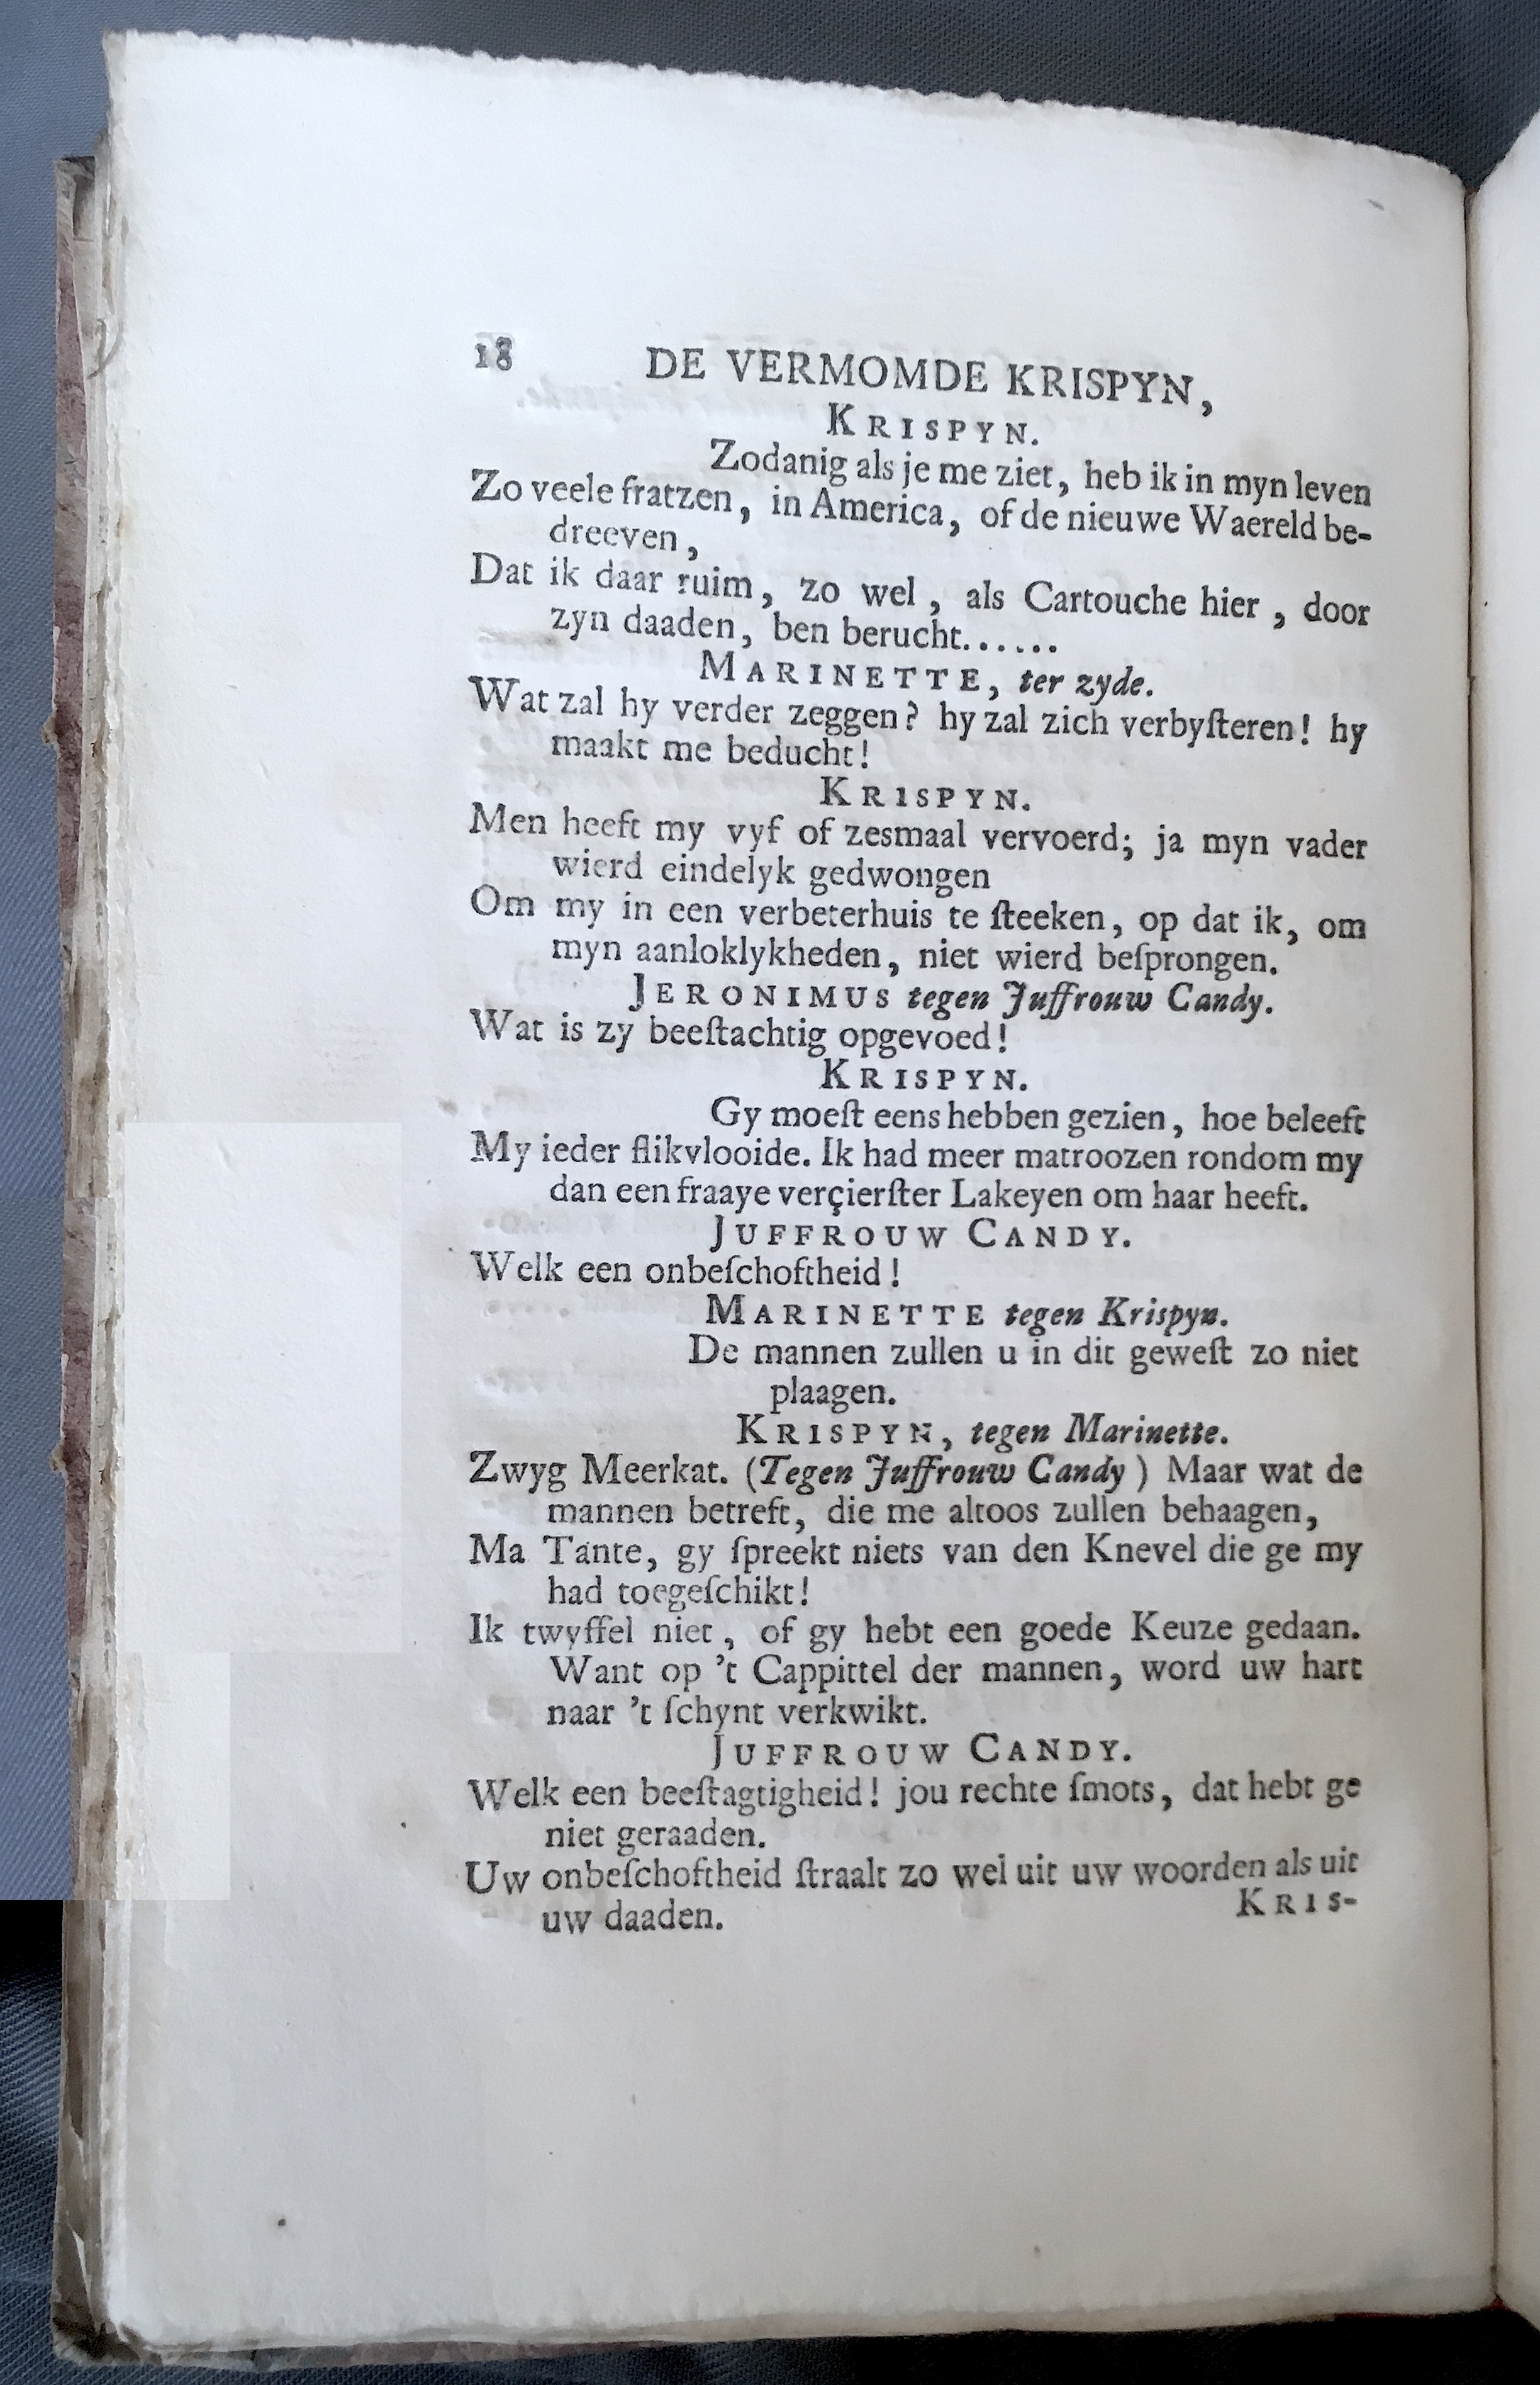 18 DE VERMOMDE KRISPYN,
KRISPYN.
Zodanig als je me ziet, heb ik in myn leven
Zo veele fratzen, in America, of de nieuwe Waereld be-
dreeven,
Dat ik daar ruim, zo wel, als Cartouche hier, door
zyn daaden, ben berucht......
MARINETTE, ter zyde.
Wat zal hy verder zeggen? hy zal zich verbyſteren! hy
maakt me beducht!
KRISPYN.
Men heeft my vyf of zesmaal vervoerd; ja myn vader
wierd eindelyk gedwongen
Om my in een verbeterhuis te ſteeken, op dat ik, om
myn aanloklykheden, niet wierd beſprongen.
JERONIMUS tegen Juffrouw Candy.
Wat is zy beeſtachtig opgevoed!
KRISPYN.
Gy moeſt eens hebben gezien, hoe beleeft
My ieder flikvlooide. Ik had meer matroozen rondom my
dan een fraaye verçierſter Lakeyen om haar heeft.
JUFFROUW CANDY.
Welk een onbeſchoftheid!
MARINETTE tegen Krispyn.
De mannen zullen u in dit geweſt zo niet
plaagen.
KRISPYN, tegen Marinette.
Zwyg Meerkat. (Tegen Juffrouw Candy) Maar wat de
mannen betreft, die me altoos zullen behaagen,
Ma Tante, gy ſpreekt niets van den Knevel die ge my
had toegeſchikt!
Ik twyffel niet, of gy hebt een goede Keuze gedaan.
Want op 't Cappittel der mannen, word uw hart
naar 't ſchynt verkwikt.
JUFFROUW CANDY.
Welk een beeſtagtigheid! jou rechte ſmots, dat hebt ge
niet geraaden.
Uw onbeſchoftheid ſtraalt zo wel uit uw woorden als uit
uw daaden.
KRIS-